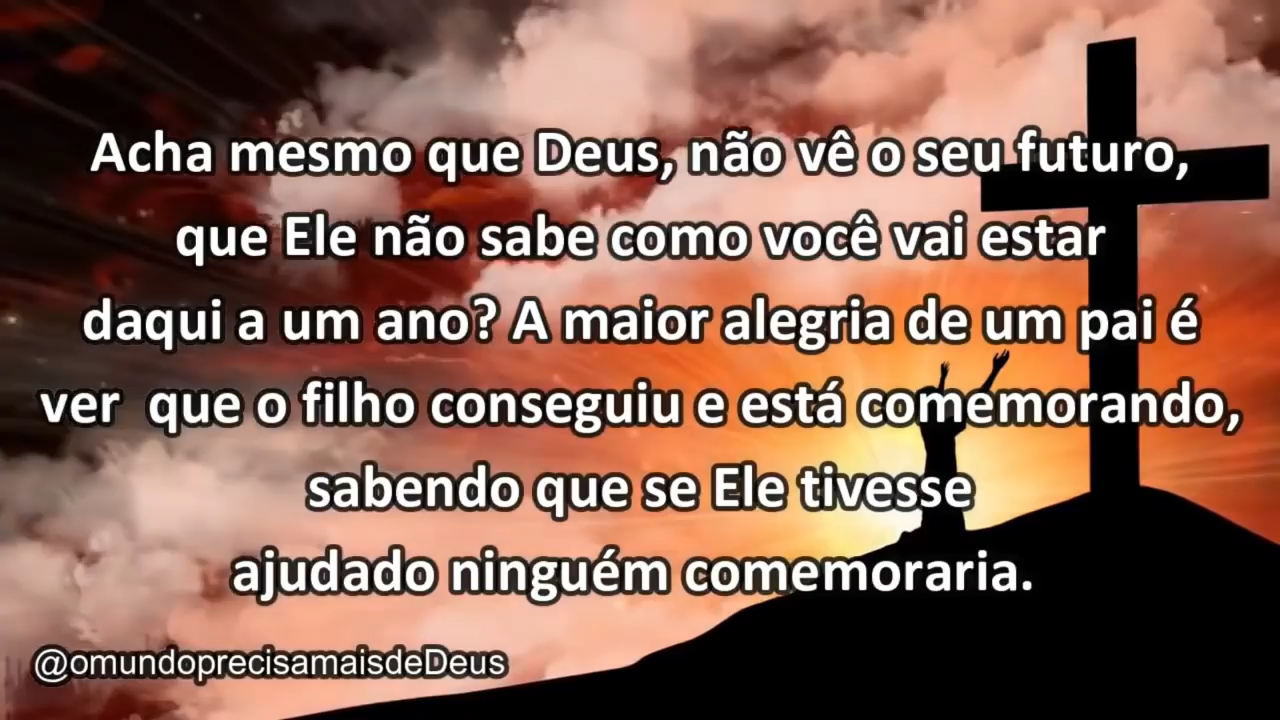 Acha mesmo que Deus, não vê o seu futuro,
que Ele não sabe como você vai estar
daqui a um ano? A maior alegria de um pai é
ver que o filho conseguiu e está comemorando,
sabendo que se Ele tivesse
ajudado ninguém comemoraria.
@omundoprecisamaisdeDeus